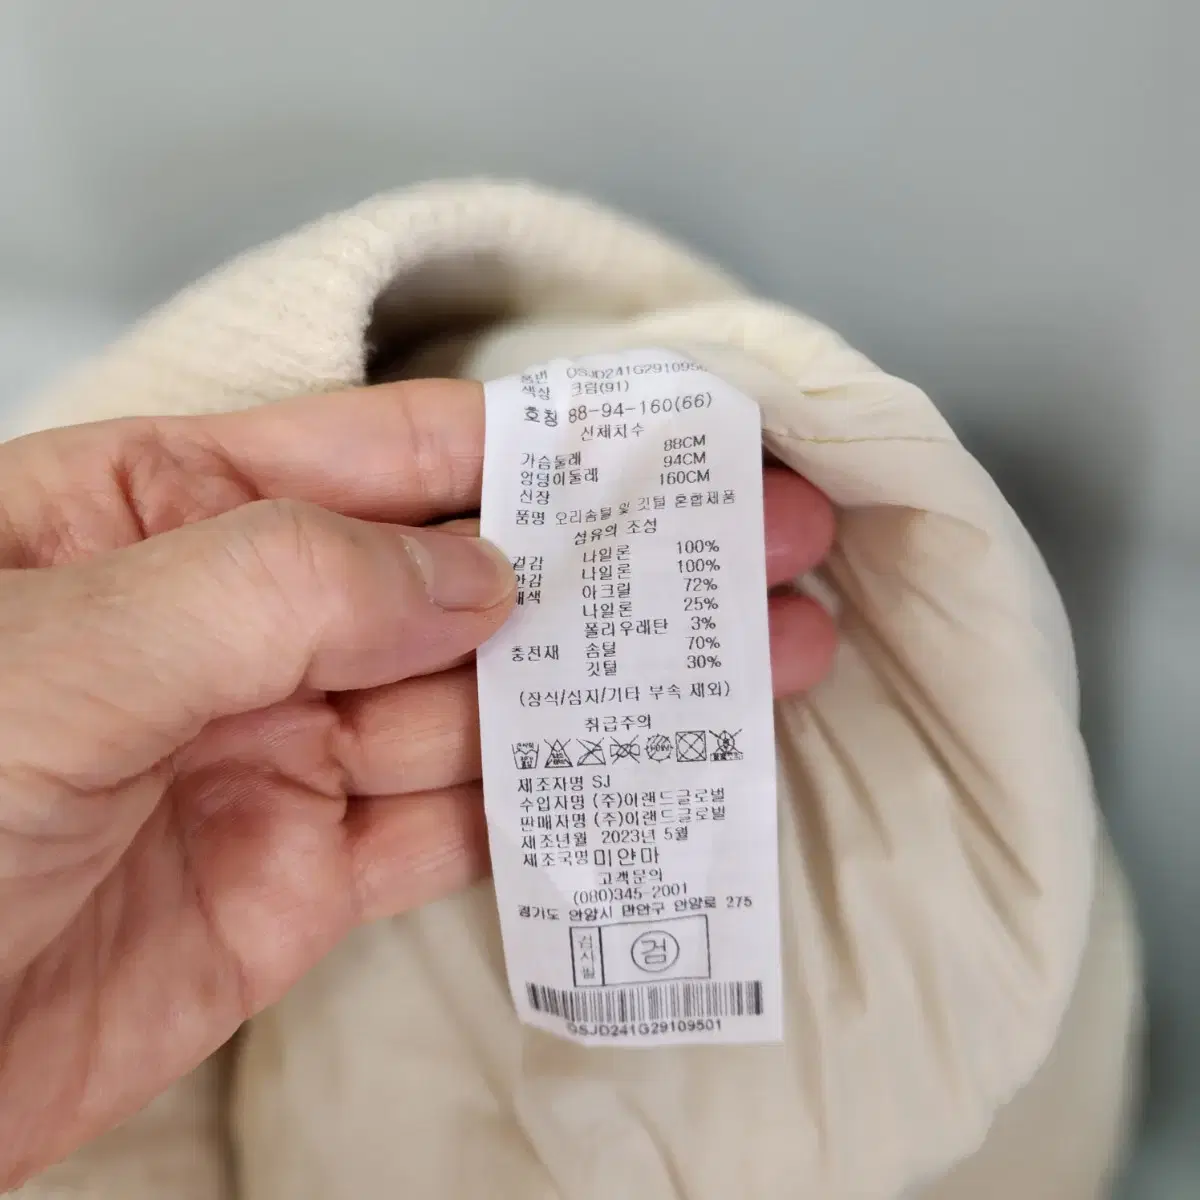 품번 OSJD241G29109501
색상 크림(91)
호칭 88-94-160(66)
신체치수
가슴둘레 88CM
엉덩이둘레 94CM
신장 160CM
품명 오리솜털 및 깃털 혼합제품
섬유의 조성
겉감 나일론 100%
안감 나일론 100%
배색 아크릴 72%
나일론 25%
폴리우레탄 3%
충전재 솜털 70%
깃털 30%
(장식/심지/기타 부속 제외)
취급주의
제조자명 SJ
수입자명 (주)이랜드글로벌
판매자명 (주)이랜드글로벌
제조년월 2023년 5월
제조국명 미얀마
고객문의
(080)345-2001
경기도 안양시 만안구 안양로 275
검사필 검
OSJD241G29109501